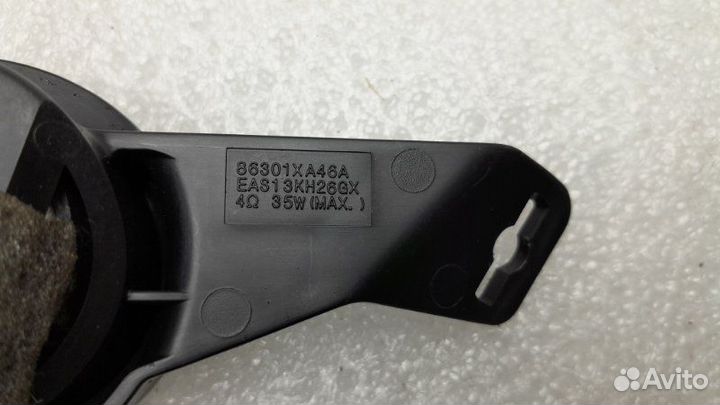 86301XA46A
EAS13KH26GX
4Ω 35W(MAX.)
Avito